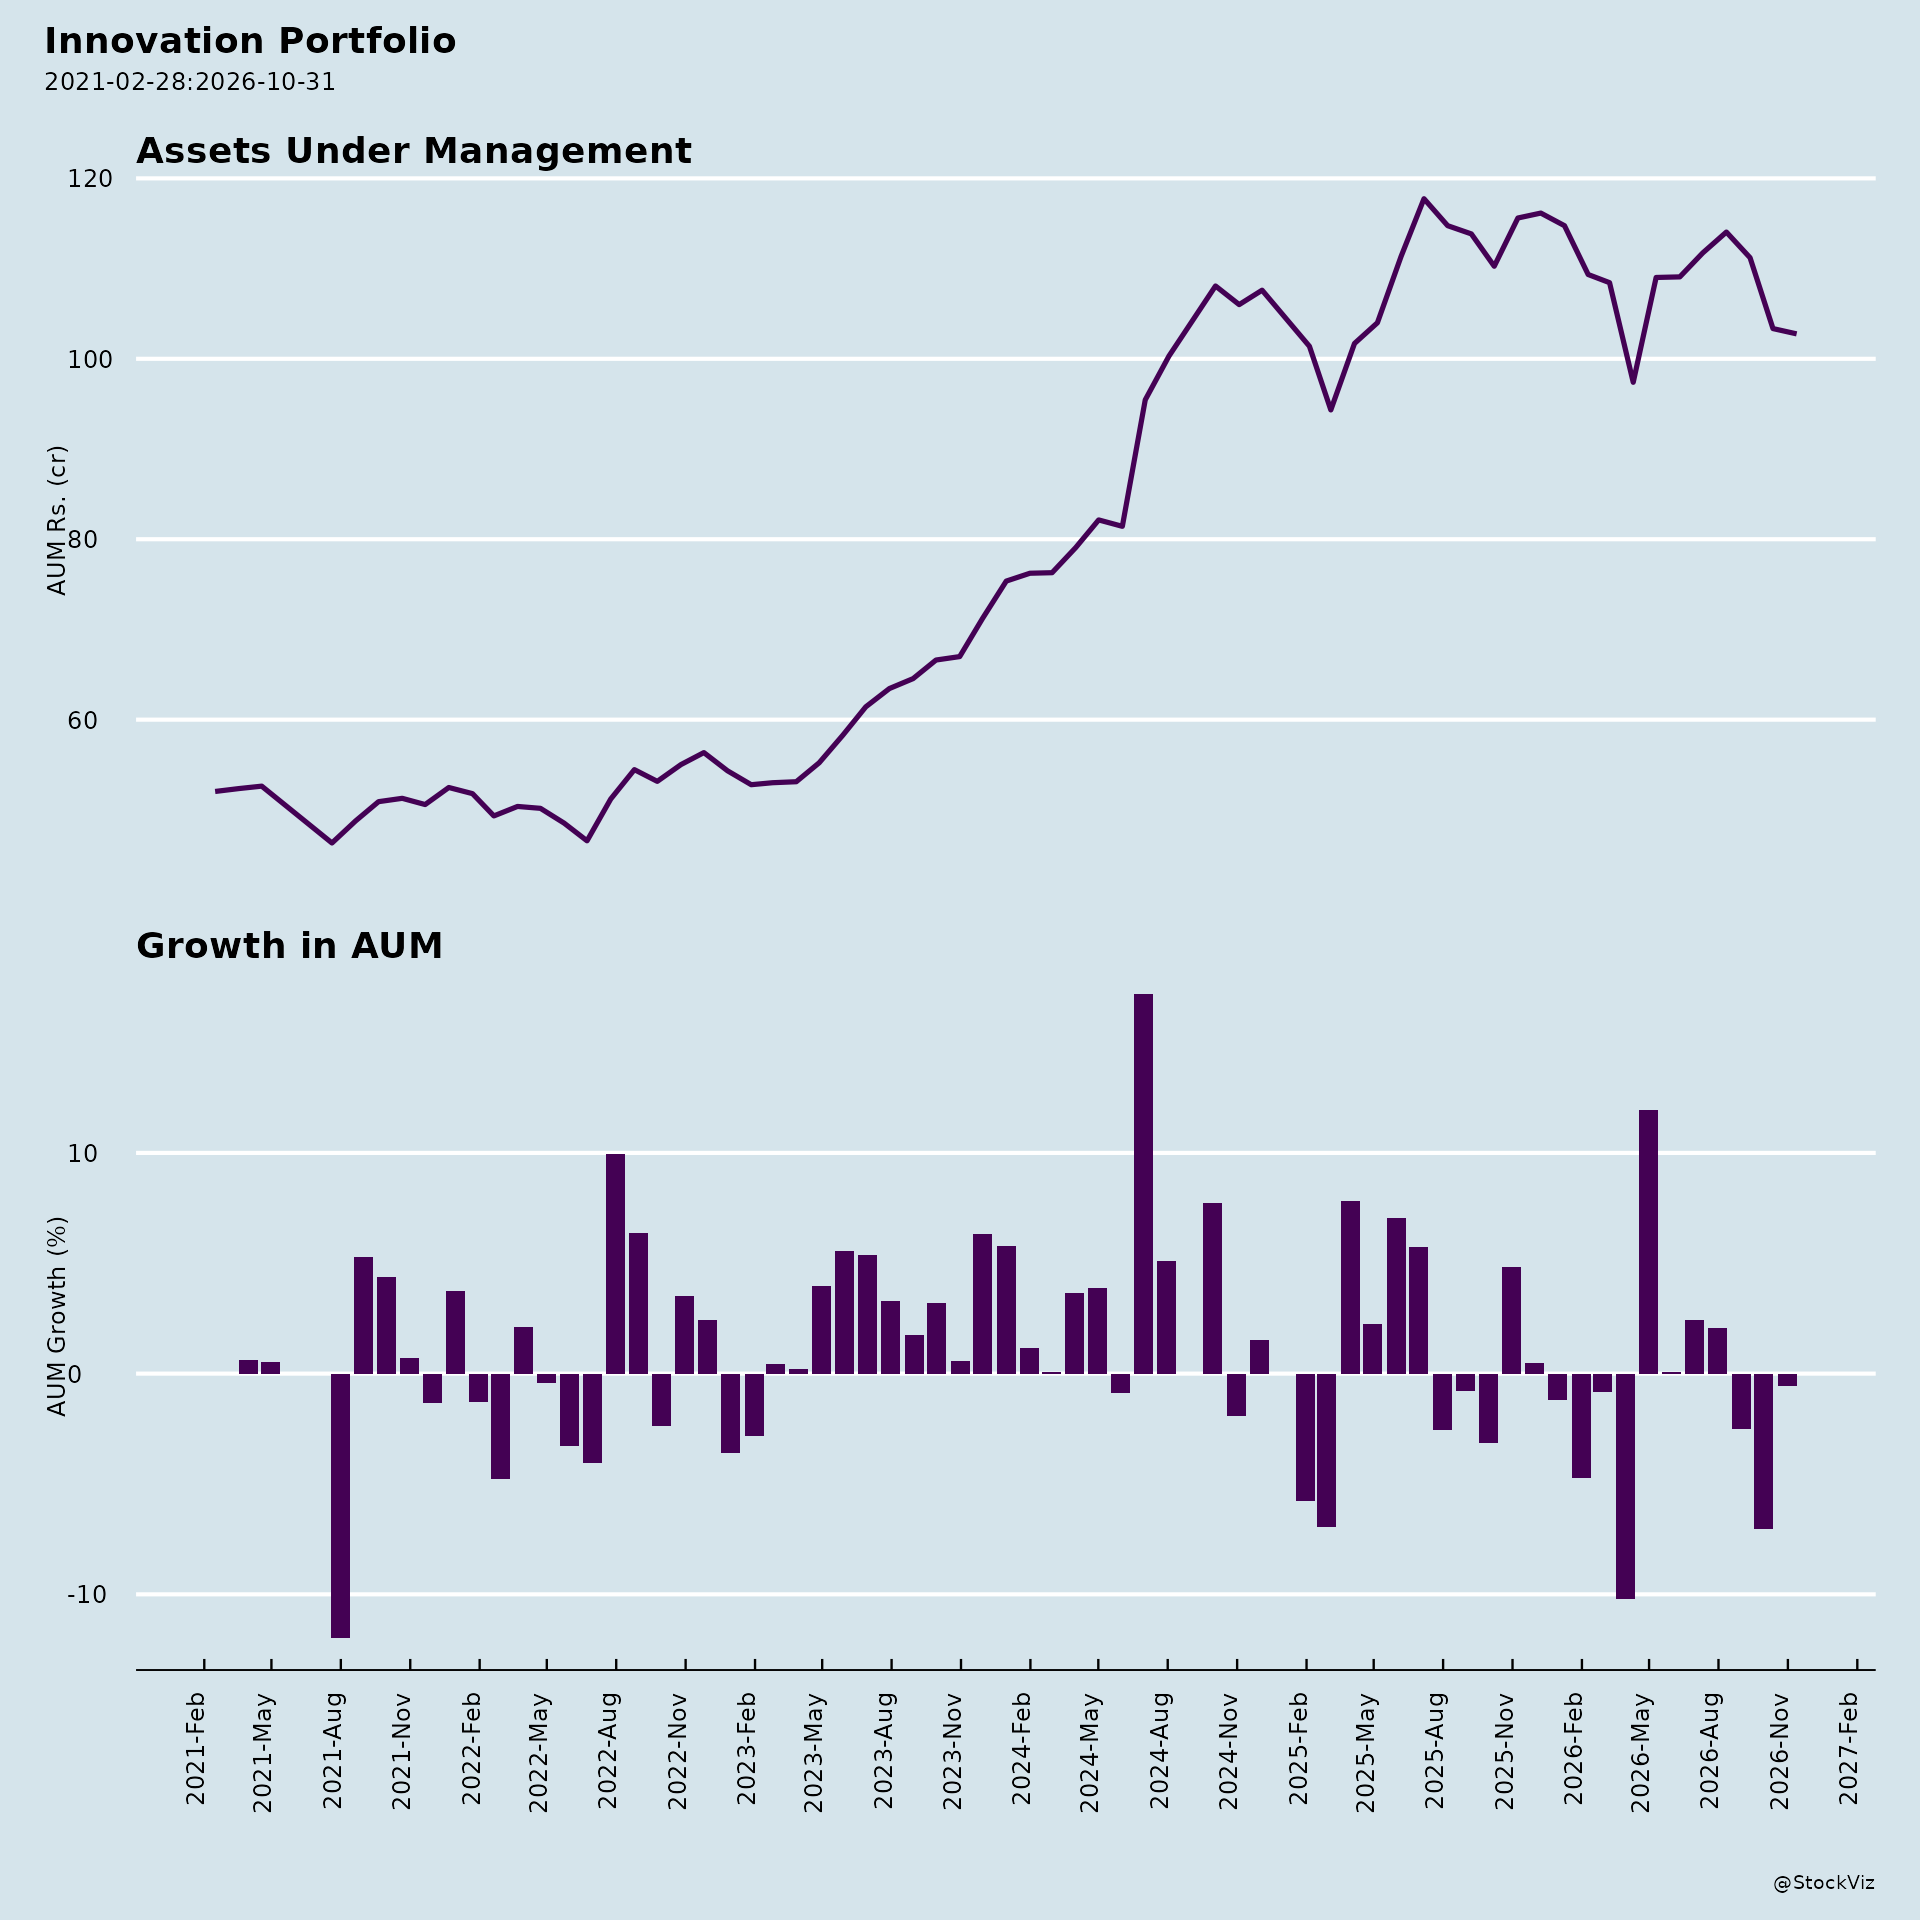 Innovation Portfolio
2021-02-28:2026-10-31
Assets Under Management
120
100
80
60
AUM Rs. (cr)
Growth in AUM
10
0
-10
AUM Growth (%)
2021-Feb
2021-May
2021-Aug
2021-Nov
2022-Feb
2022-May
2022-Aug
2022-Nov
2023-Feb
2023-May
2023-Aug
2023-Nov
2024-Feb
2024-May
2024-Aug
2024-Nov
2025-Feb
2025-May
2025-Aug
2025-Nov
2026-Feb
2026-May
2026-Aug
2026-Nov
2027-Feb
@StockViz